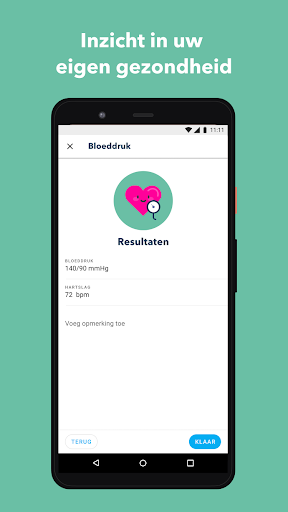 Inzicht in uw
eigen gezondheid
11:11
Bloeddruk
Resultaten
BLOEDDRUK
140/90 mmHg
HARTSLAG
72 bpm
Voeg opmerking toe
TERUG
KLAAR